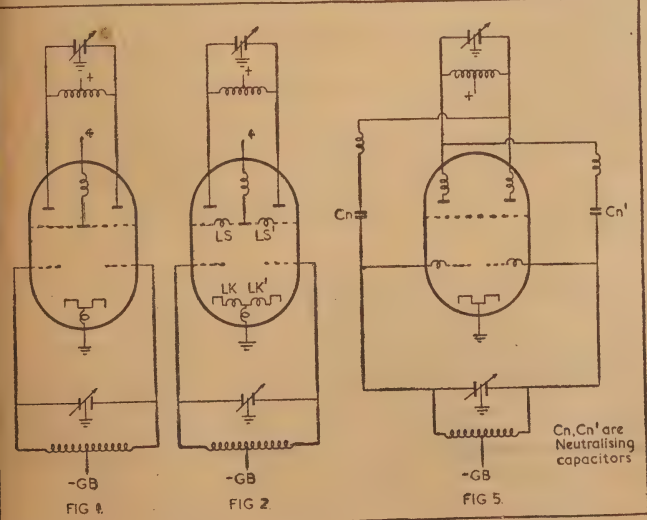 +
+
+
LS LS'
LK LK'
Cn
Cn'
-GB
-GB
-GB
FIG 1.
FIG 2.
FIG 5.
Cn, Cn' are
Neutralising
capacitors